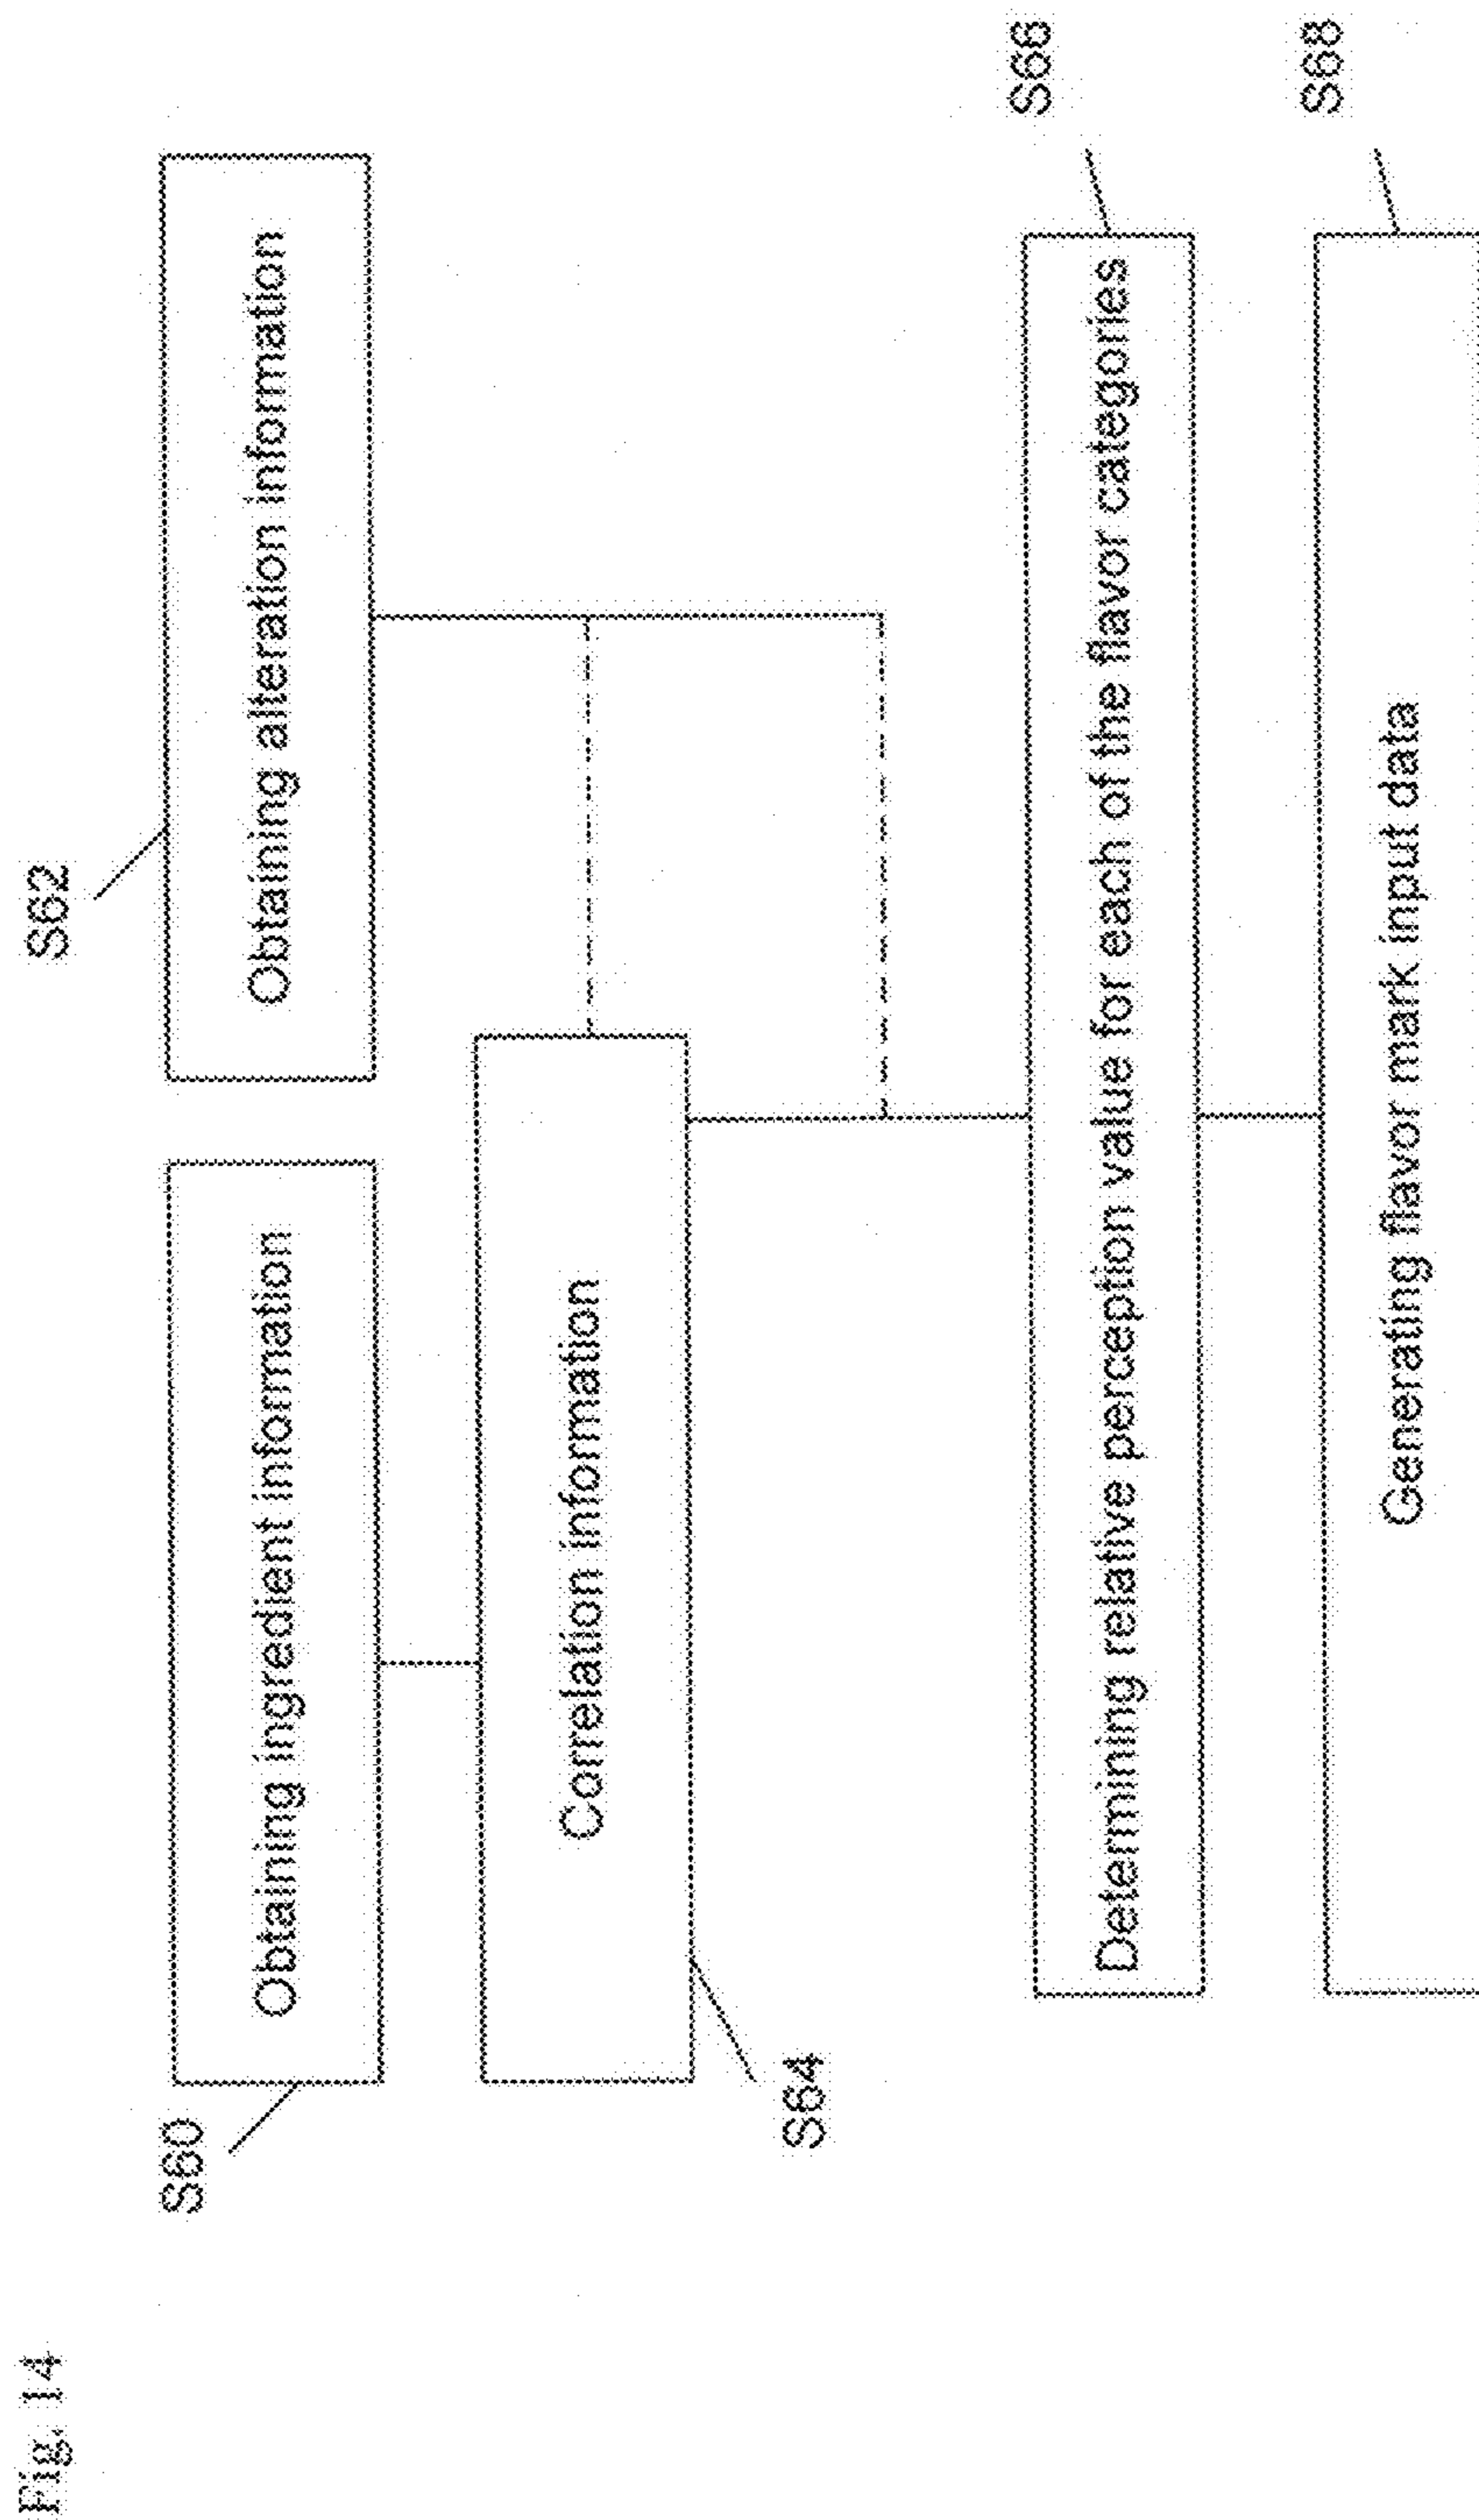 Fig. 14
S60
Obtaining ingredient information
S62
Obtaining alteration information
Correlation information
S64
Determining relative perception value for each of the flavor categories
S66
Generating flavor mark input data
S68